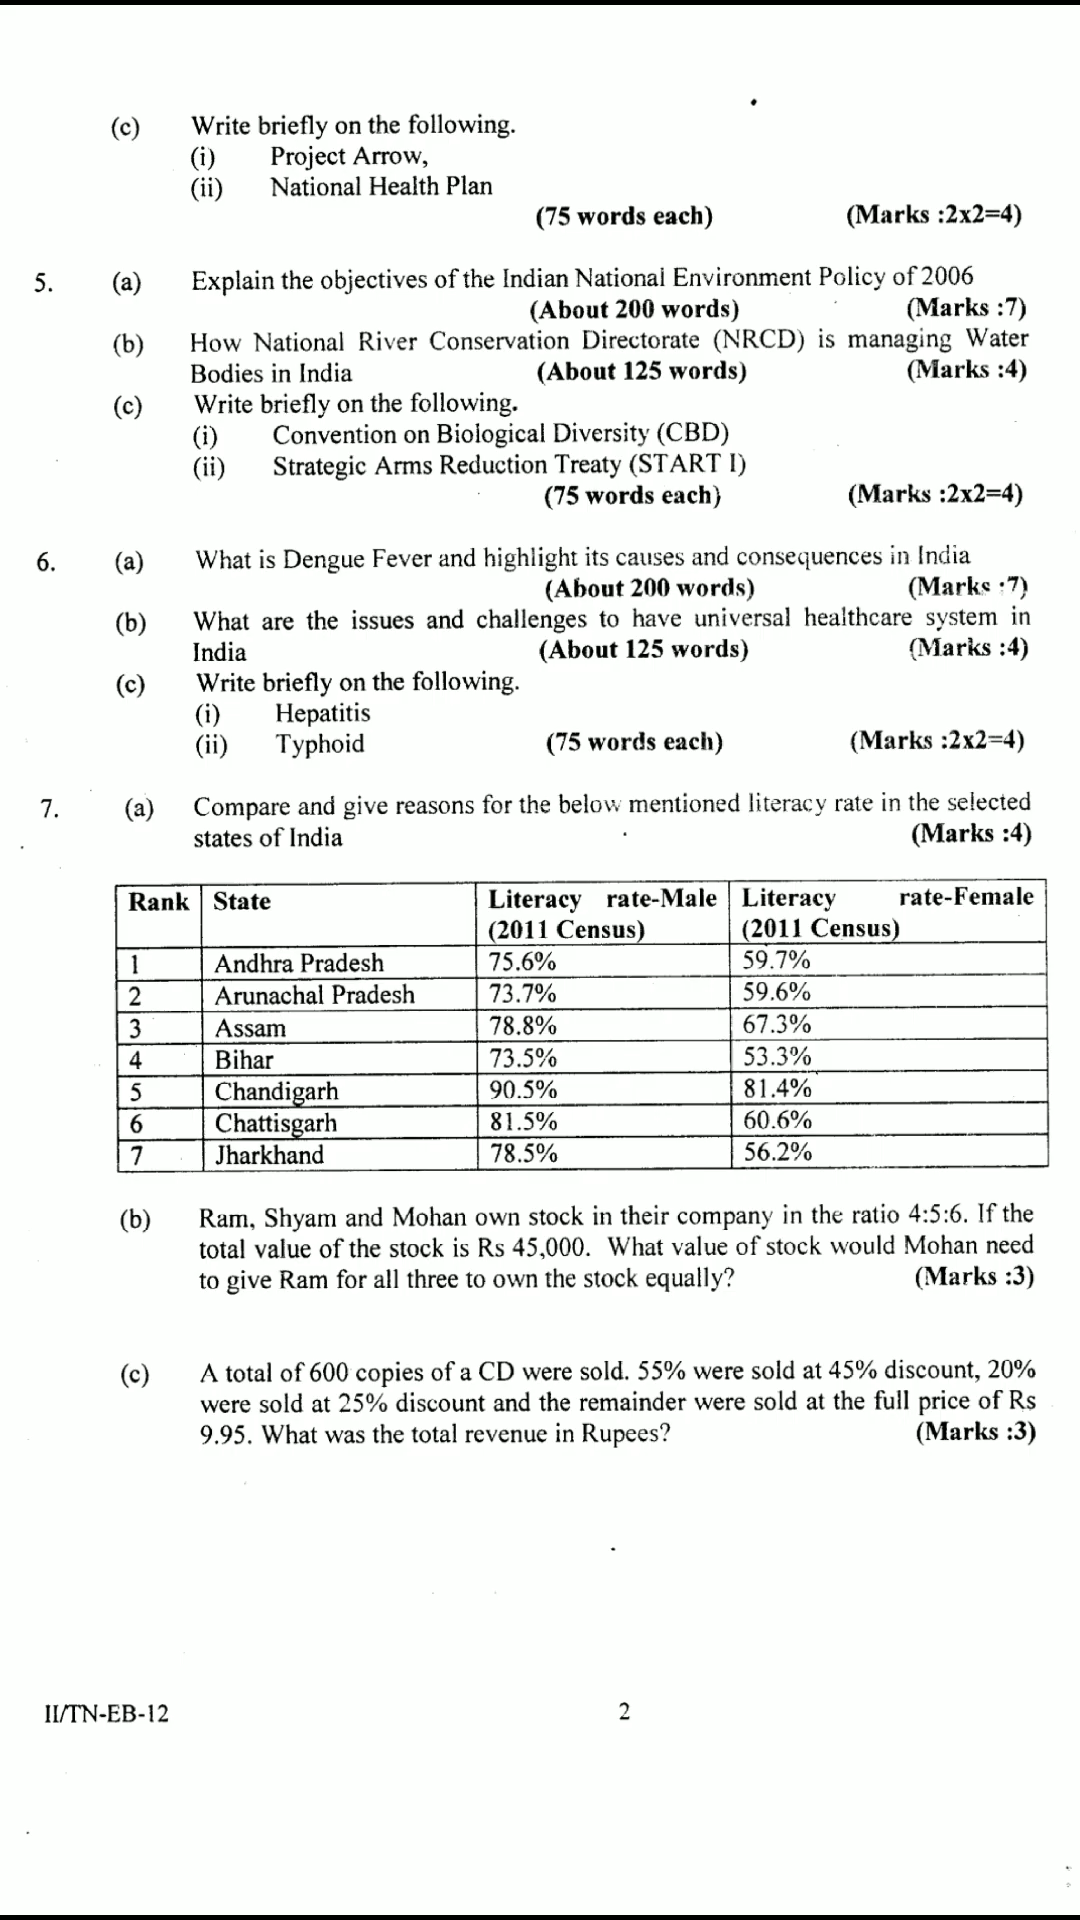 (c) Write briefly on the following.
(i) Project Arrow,
(ii) National Health Plan
(75 words each) (Marks :2x2=4)
5. (a) Explain the objectives of the Indian National Environment Policy of 2006
(About 200 words) (Marks :7)
(b) How National River Conservation Directorate (NRCD) is managing Water
Bodies in India (About 125 words) (Marks :4)
(c) Write briefly on the following.
(i) Convention on Biological Diversity (CBD)
(ii) Strategic Arms Reduction Treaty (START I)
(75 words each) (Marks :2x2=4)
6. (a) What is Dengue Fever and highlight its causes and consequences in India
(About 200 words) (Marks :7)
(b) What are the issues and challenges to have universal healthcare system in
India (About 125 words) (Marks :4)
(c) Write briefly on the following.
(i) Hepatitis
(ii) Typhoid (75 words each) (Marks :2x2=4)
7. (a) Compare and give reasons for the below mentioned literacy rate in the selected
states of India (Marks :4)
Rank State Literacy rate-Male Literacy rate-Female
(2011 Census) (2011 Census)
1 Andhra Pradesh 75.6% 59.7%
2 Arunachal Pradesh 73.7% 59.6%
3 Assam 78.8% 67.3%
4 Bihar 73.5% 53.3%
5 Chandigarh 90.5% 81.4%
6 Chattisgarh 81.5% 60.6%
7 Jharkhand 78.5% 56.2%
(b) Ram, Shyam and Mohan own stock in their company in the ratio 4:5:6. If the
total value of the stock is Rs 45,000. What value of stock would Mohan need
to give Ram for all three to own the stock equally? (Marks :3)
(c) A total of 600 copies of a CD were sold. 55% were sold at 45% discount, 20%
were sold at 25% discount and the remainder were sold at the full price of Rs
9.95. What was the total revenue in Rupees? (Marks :3)
II/TN-EB-12 2